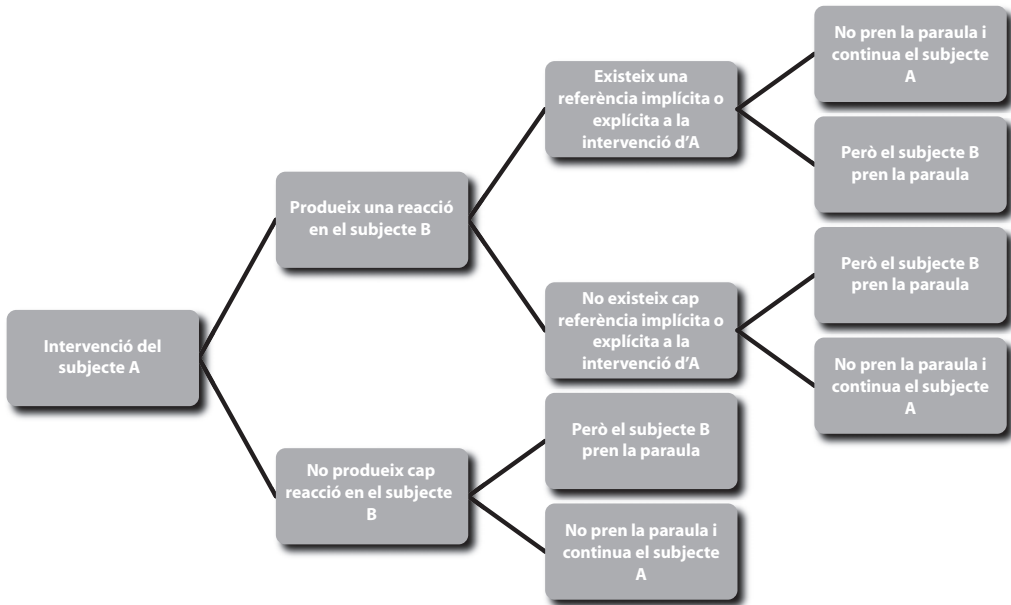 Intervenció del
subjecte A
Produeix una reacció
en el subjecte B
Existeix una
referència implícita o
explícita a la
intervenció d’A
No pren la paraula i
continua el subjecte
A
Però el subjecte B
pren la paraula
No existeix cap
referència implícita o
explícita a la
intervenció d’A
Però el subjecte B
pren la paraula
No pren la paraula i
continua el subjecte
A
No produeix cap
reacció en el subjecte
B
Però el subjecte B
pren la paraula
No pren la paraula i
continua el subjecte
A